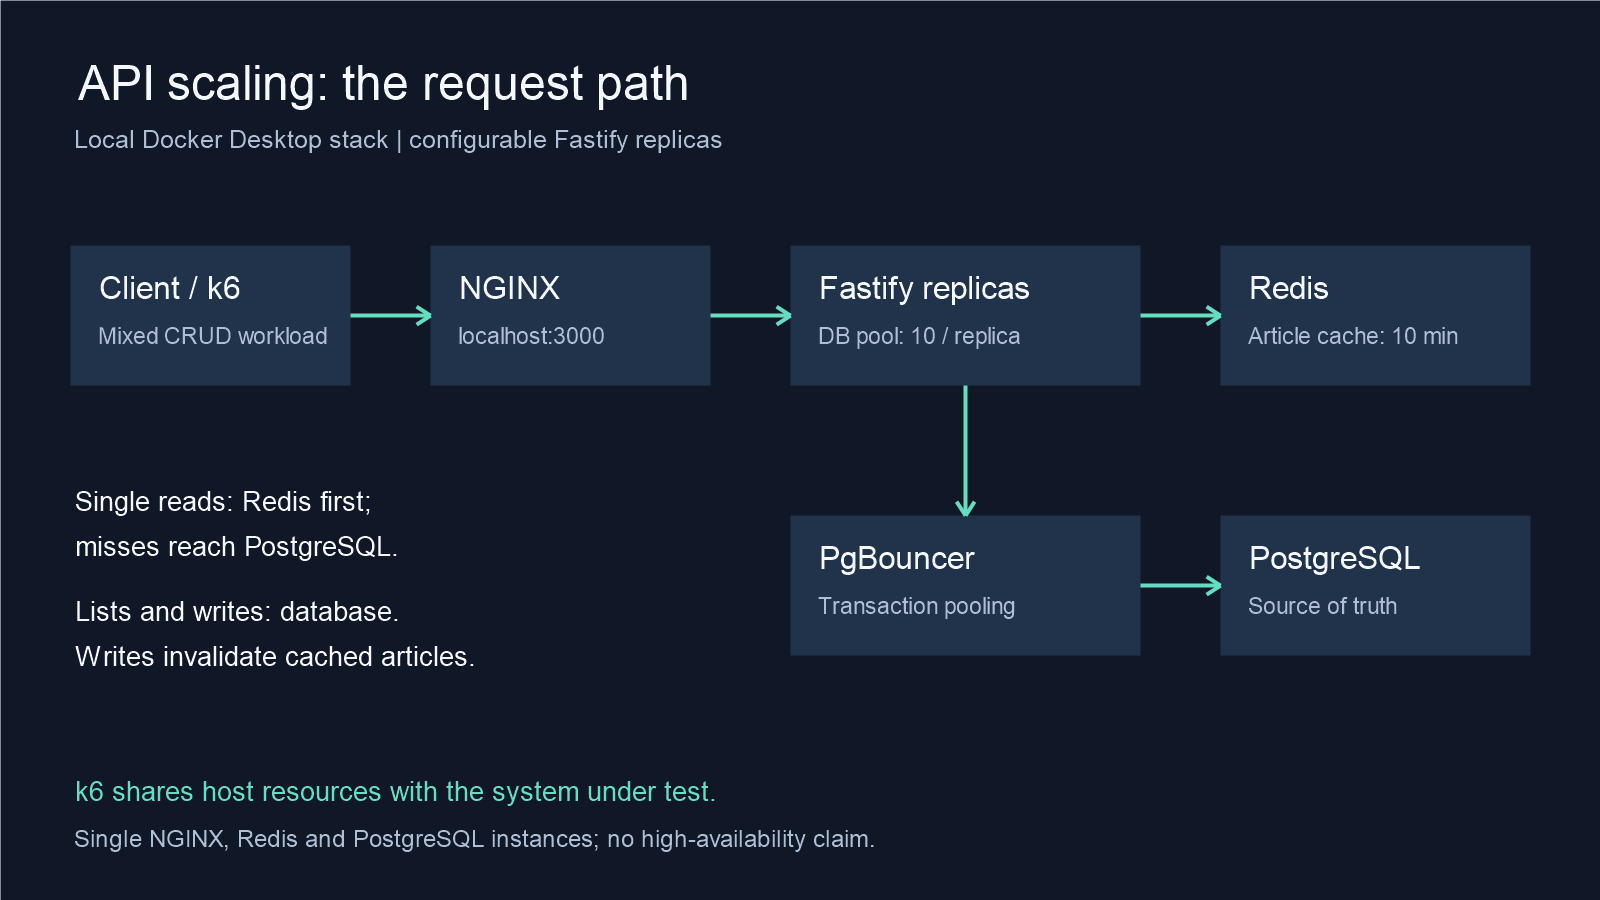 API scaling: the request path
Local Docker Desktop stack | configurable Fastify replicas
Client / k6
Mixed CRUD workload
NGINX
localhost:3000
Fastify replicas
DB pool: 10 / replica
Redis
Article cache: 10 min
PgBouncer
Transaction pooling
PostgreSQL
Source of truth
Single reads: Redis first;
misses reach PostgreSQL.
Lists and writes: database.
Writes invalidate cached articles.
k6 shares host resources with the system under test.
Single NGINX, Redis and PostgreSQL instances; no high-availability claim.